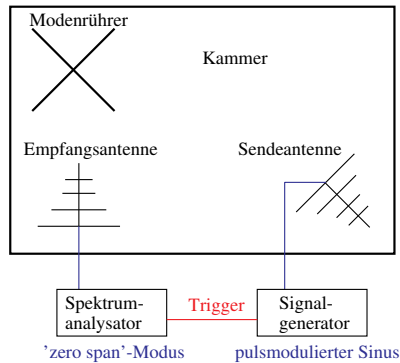 Modenrührer
Kammer
Empfangsantenne
Sendeantenne
Spektrum-
analysator
Trigger
Signal-
generator
'zero span'-Modus
pulsmodulierter Sinus